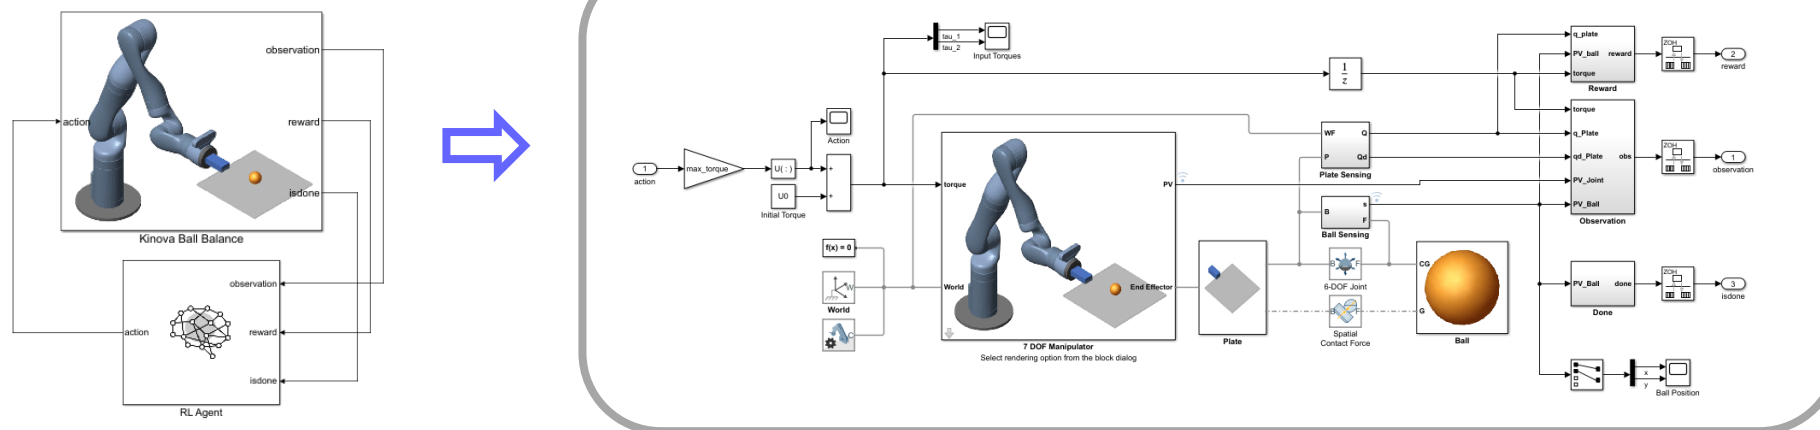 observation
action
reward
isdone
Kinova Ball Balance
observation
action
reward
isdone
RL Agent
1
action
max_torque
U( : )
Action
U0
Initial Torque
+
+
tau_1
tau_2
Input Torques
f(x) = 0
W
World
C
torque
PV
World
End Effector
7 DOF Manipulator
Select rendering option from the block dialog
1
z
WF
Q
P
Qd
Plate Sensing
B
s
F
Ball Sensing
B
F
6-DOF Joint
B
F
Spatial
Contact Force
Plate
CG
G
Ball
q_plate
PV_ball
reward
torque
Reward
ZOH
2
reward
torque
q_Plate
qd_Plate
obs
PV_Joint
PV_Ball
Observation
ZOH
1
observation
PV_Ball
done
Done
ZOH
3
isdone
x
y
Ball Position